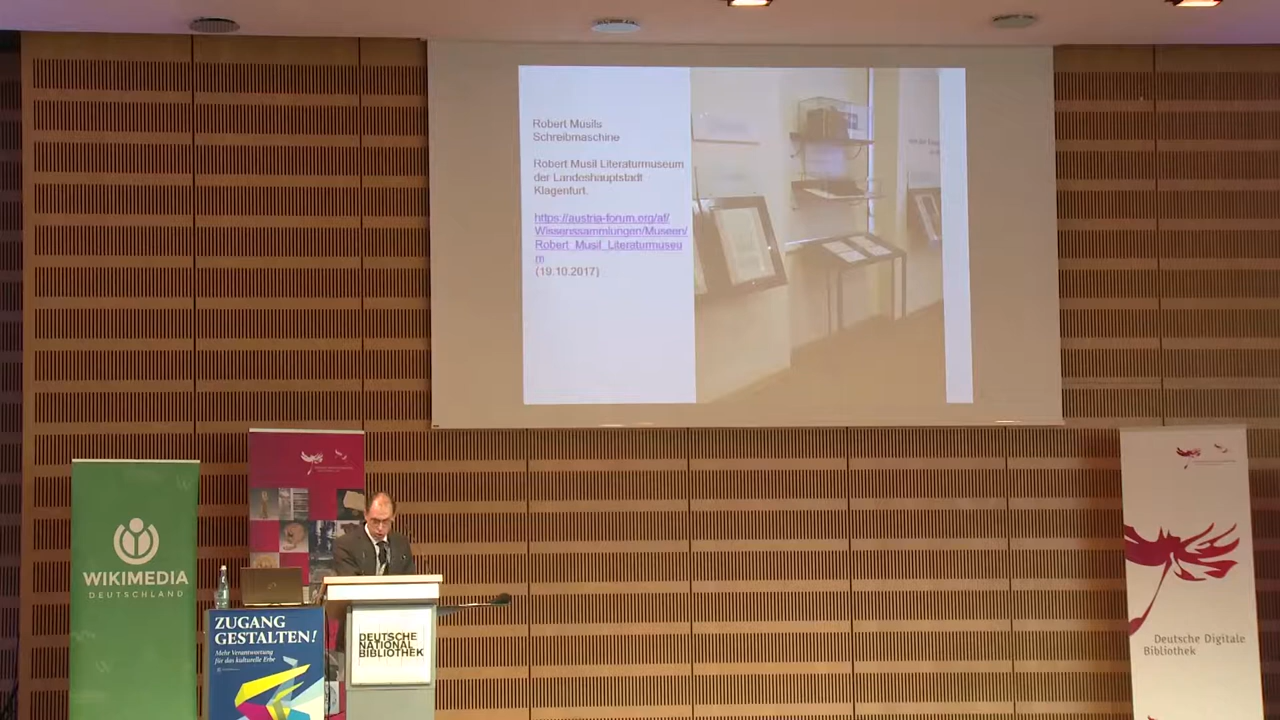 Robert Musils
Schreibmaschine
Robert Musil Literaturmuseum
der Landeshauptstadt
Klagenfurt.
https://austria-forum.org/af/
Wissenssammlungen/Museen/
Robert_Musil_Literaturmuseu
m
(19.10.2017)
WIKIMEDIA
DEUTSCHLAND
ZUGANG
GESTALTEN!
Mehr Verantwortung
für das kulturelle Erbe
DEUTSCHE
NATIONAL
BIBLIOTHEK
Deutsche Digitale
Bibliothek